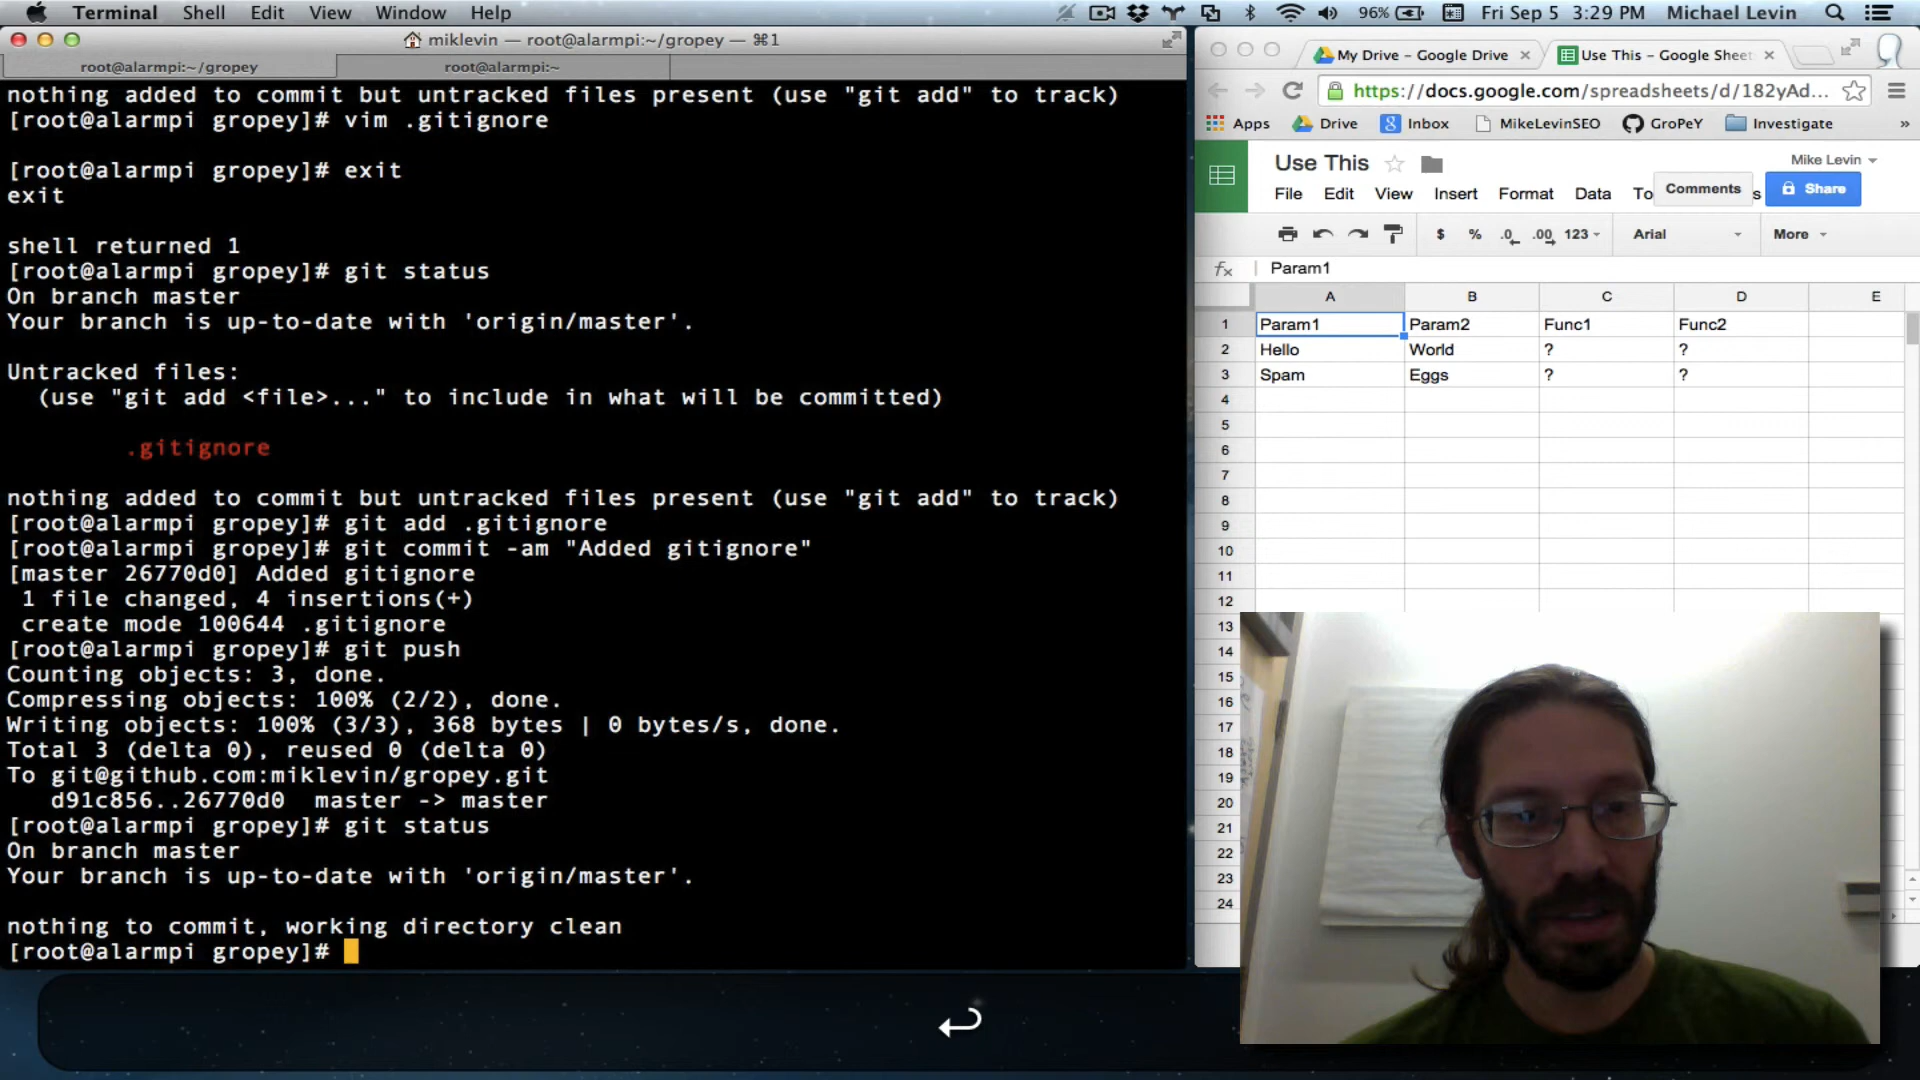 Terminal Shell Edit View Window Help 96% Fri Sep 5 3:29 PM Michael Levin
miklevin — root@alarmpi:~/gropey — ⌘1
root@alarmpi:~/gropey root@alarmpi:~
nothing added to commit but untracked files present (use "git add" to track)
[root@alarmpi gropey]# vim .gitignore
[root@alarmpi gropey]# exit
exit
shell returned 1
[root@alarmpi gropey]# git status
On branch master
Your branch is up-to-date with 'origin/master'.
Untracked files:
(use "git add <file>..." to include in what will be committed)
.gitignore
nothing added to commit but untracked files present (use "git add" to track)
[root@alarmpi gropey]# git add .gitignore
[root@alarmpi gropey]# git commit -am "Added gitignore"
[master 26770d0] Added gitignore
1 file changed, 4 insertions(+)
create mode 100644 .gitignore
[root@alarmpi gropey]# git push
Counting objects: 3, done.
Compressing objects: 100% (2/2), done.
Writing objects: 100% (3/3), 368 bytes | 0 bytes/s, done.
Total 3 (delta 0), reused 0 (delta 0)
To git@github.com:miklevin/gropey.git
d91c856..26770d0 master -> master
[root@alarmpi gropey]# git status
On branch master
Your branch is up-to-date with 'origin/master'.
nothing to commit, working directory clean
[root@alarmpi gropey]#
My Drive – Google Drive × Use This – Google Sheet ×
https://docs.google.com/spreadsheets/d/182yAd...
Apps Drive Inbox MikeLevinSEO GroPeY Investigate »
Use This Mike Levin
File Edit View Insert Format Data To Comments s Share
$ % .0 .00 123 Arial More
fx Param1
A B C D E
1 Param1 Param2 Func1 Func2
2 Hello World ? ?
3 Spam Eggs ? ?
4
5
6
7
8
9
10
11
12
13
14
15
16
17
18
19
20
21
22
23
24